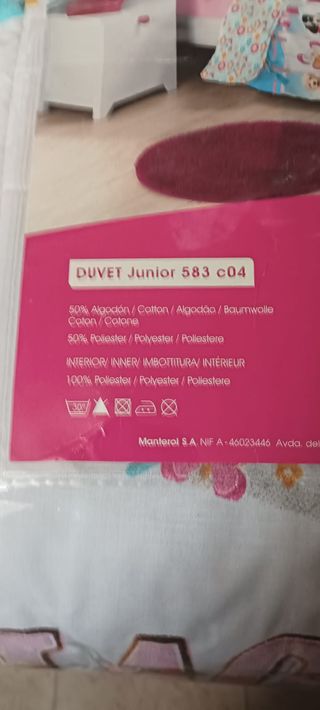 DUVET Junior 583 c04
50% Algodón / Cotton / Algodão / Baumwolle
Coton / Cotone
50% Poliester / Polyester / Poliestere
INTERIOR/ INNER/ IMBOTTITURA/ INTÉRIEUR
100% Poliester / Polyester / Poliestere
30°
Manterol S.A. NIF A - 46023446 Avda. del